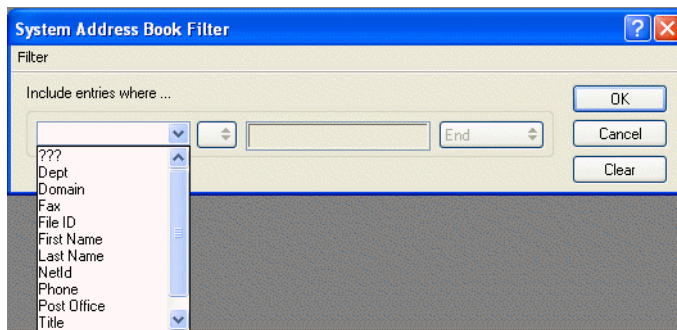 System Address Book Filter
Filter
Include entries where ...
OK
End
Cancel
Clear
???
Dept
Domain
Fax
File ID
First Name
Last Name
NetId
Phone
Post Office
Title